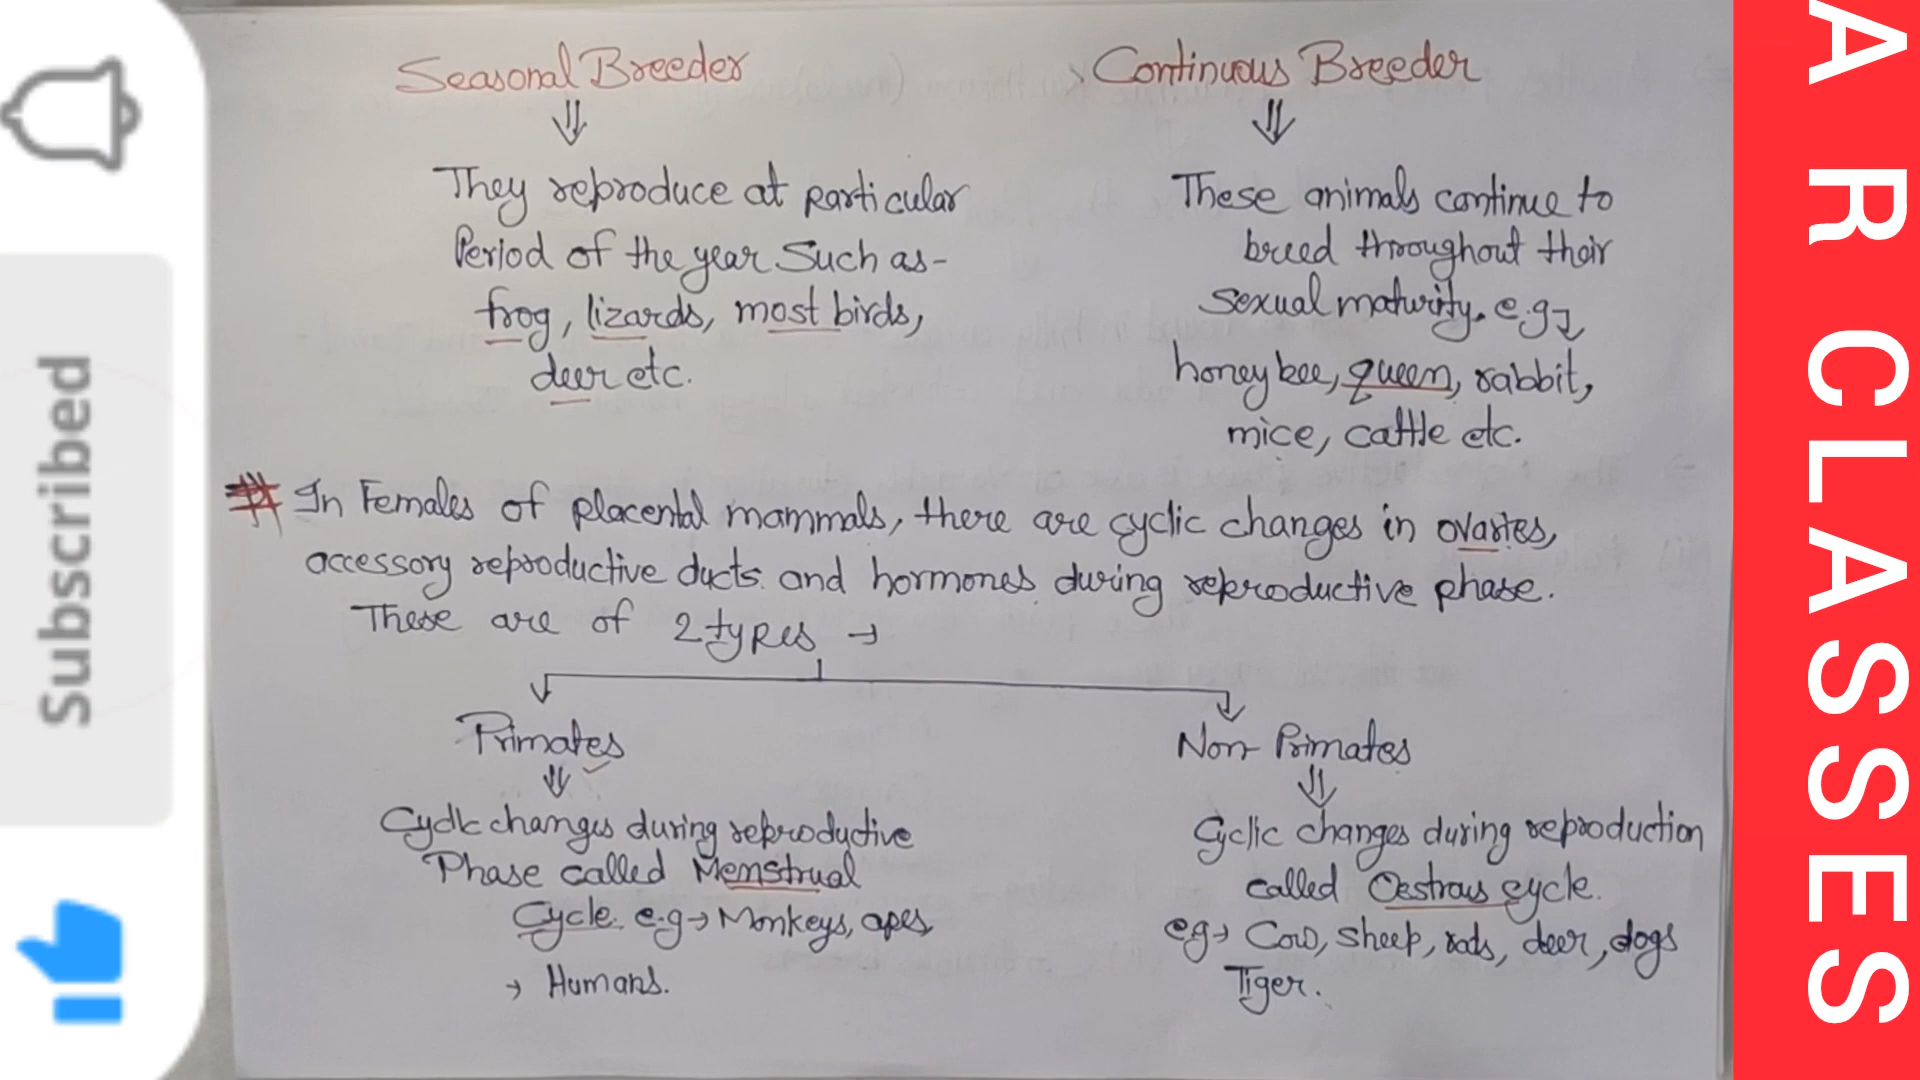 Seasonal Breeder
They reproduce at particular
Period of the year Such as-
frog, lizards, most birds,
deer etc.
Continuous Breeder
These animals continue to
breed throughout their
sexual maturity. e.g→
honey bee, queen, rabbit,
mice, cattle etc.
# In Females of placental mammals, there are cyclic changes in ovaries,
accessory reproductive ducts and hormones during reproductive phase.
These are of 2 types →
Primates
Cyclic changes during reproductive
Phase called Menstrual
Cycle. e.g → Monkeys, apes,
→ Humans.
Non Primates
Cyclic changes during reproduction
called Oestrous cycle.
e.g → Cow, sheep, rats, deer, dogs
Tiger.
Subscribed
A R CLASSES